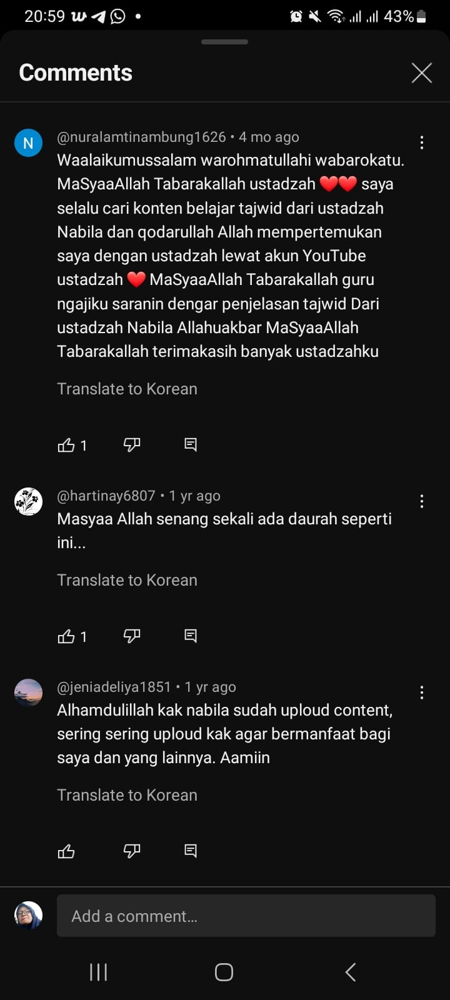 20:59
43%
Comments
N
@nuralamtinambung1626 • 4 mo ago
Waalaikumussalam warohmatullahi wabarokatu.
MaSyaaAllah Tabarakallah ustadzah ❤️❤️ saya
selalu cari konten belajar tajwid dari ustadzah
Nabila dan qodarullah Allah mempertemukan
saya dengan ustadzah lewat akun YouTube
ustadzah ❤️ MaSyaaAllah Tabarakallah guru
ngajiku saranin dengar penjelasan tajwid Dari
ustadzah Nabila Allahuakbar MaSyaaAllah
Tabarakallah terimakasih banyak ustadzahku
Translate to Korean
1
@hartinay6807 • 1 yr ago
Masyaa Allah senang sekali ada daurah seperti
ini...
Translate to Korean
1
@jeniadeliya1851 • 1 yr ago
Alhamdulillah kak nabila sudah uploud content,
sering sering uploud kak agar bermanfaat bagi
saya dan yang lainnya. Aamiin
Translate to Korean
Add a comment...